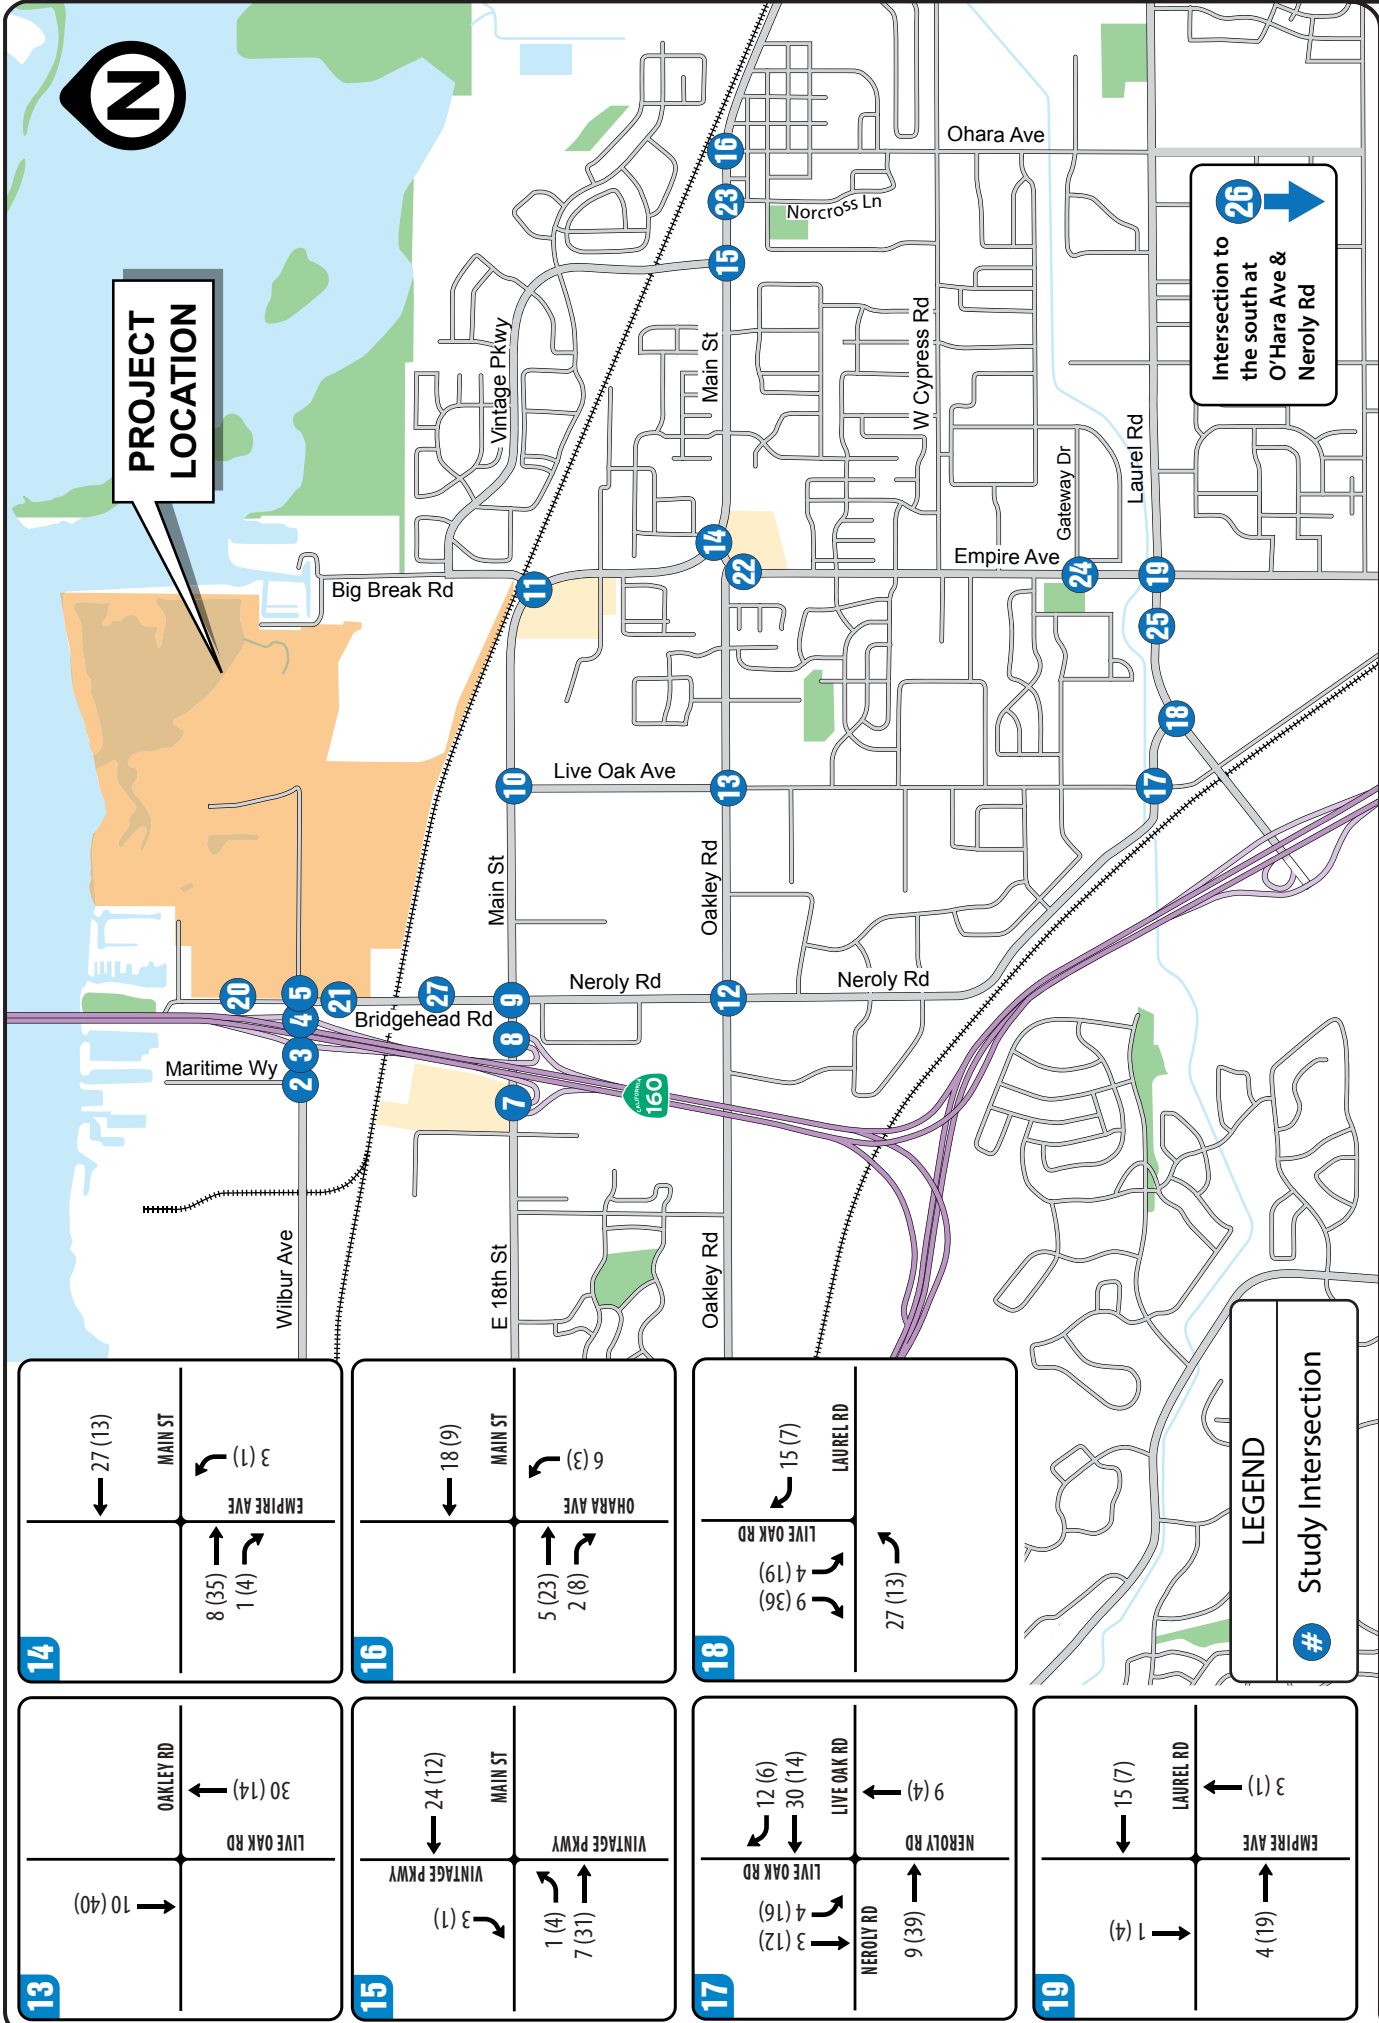 N
PROJECT
LOCATION
Ohara Ave
Norcross Ln
Vintage Pkwy
Main St
W Cypress Rd
Laurel Rd
Gateway Dr
Empire Ave
Big Break Rd
Live Oak Ave
Main St
Oakley Rd
Neroly Rd
Neroly Rd
Bridgehead Rd
Maritime Wy
Wilbur Ave
E 18th St
Oakley Rd
CALIFORNIA
160
2
3
4
5
7
8
9
10
11
12
13
14
15
16
17
18
19
20
21
22
23
24
25
27
26
Intersection to
the south at
O'Hara Ave &
Neroly Rd
LEGEND
# Study Intersection
13
OAKLEY RD
LIVE OAK RD
10 (40)
30 (14)
14
27 (13)
MAIN ST
EMPIRE AVE
3 (1)
8 (35)
1 (4)
15
24 (12)
MAIN ST
VINTAGE PKWY
VINTAGE PKWY
3 (1)
1 (4)
7 (31)
16
18 (9)
MAIN ST
OHARA AVE
6 (3)
5 (23)
2 (8)
17
12 (6)
30 (14)
LIVE OAK RD
LIVE OAK RD
NEROLY RD
NEROLY RD
4 (16)
3 (12)
9 (39)
9 (4)
18
15 (7)
LAUREL RD
LIVE OAK RD
4 (19)
9 (36)
27 (13)
19
15 (7)
LAUREL RD
EMPIRE AVE
1 (4)
4 (19)
3 (1)